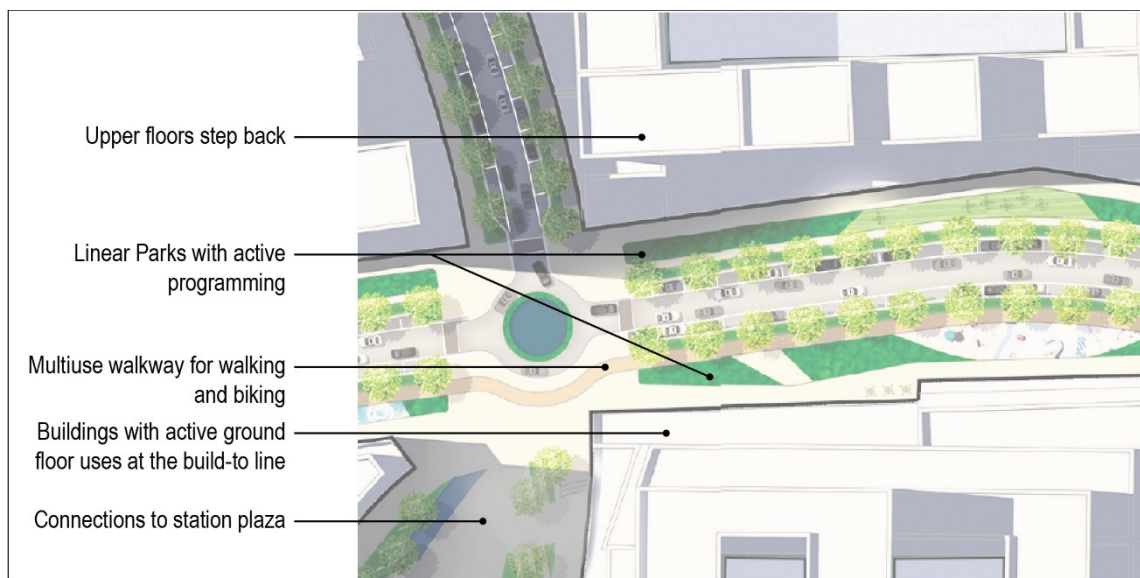 Upper floors step back
Linear Parks with active
programming
Multiuse walkway for walking
and biking
Buildings with active ground
floor uses at the build-to line
Connections to station plaza